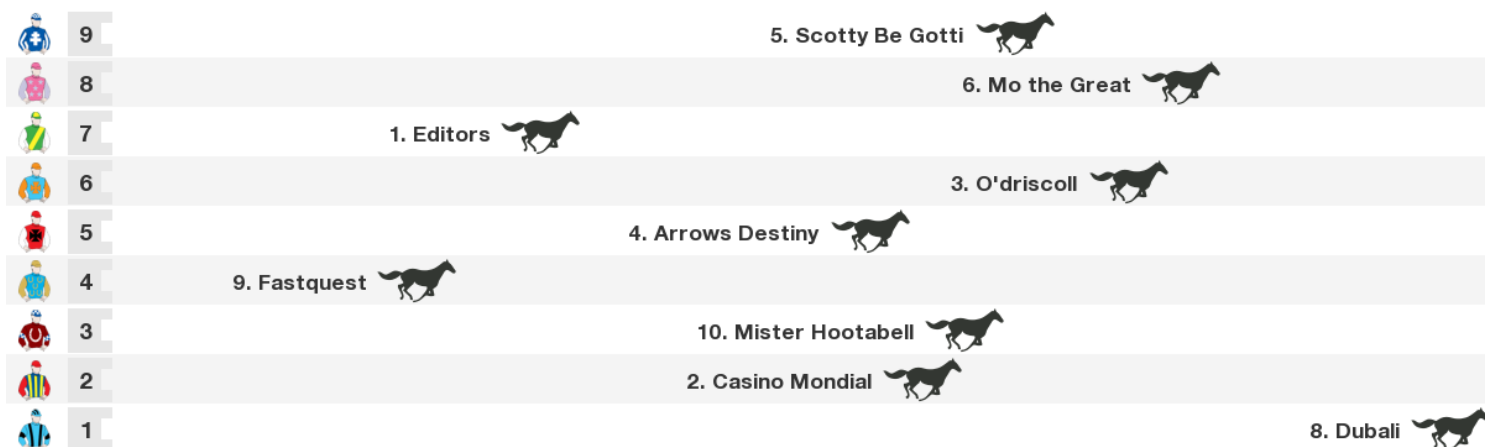 9 5. Scotty Be Gotti
8 6. Mo the Great
7 1. Editors
6 3. O'driscoll
5 4. Arrows Destiny
4 9. Fastquest
3 10. Mister Hootabell
2 2. Casino Mondial
1 8. Dubali